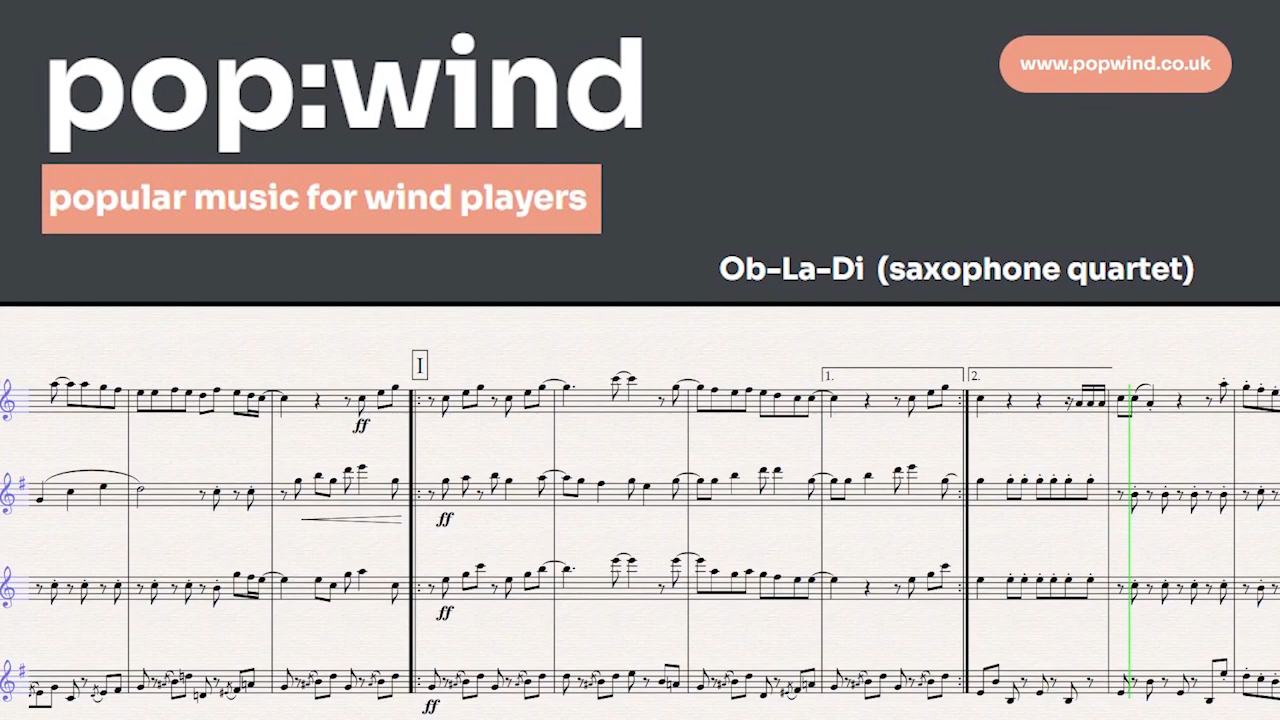 pop:wind
www.popwind.co.uk
popular music for wind players
Ob-La-Di (saxophone quartet)
I
1.
2.
ff
ff
ff
ff